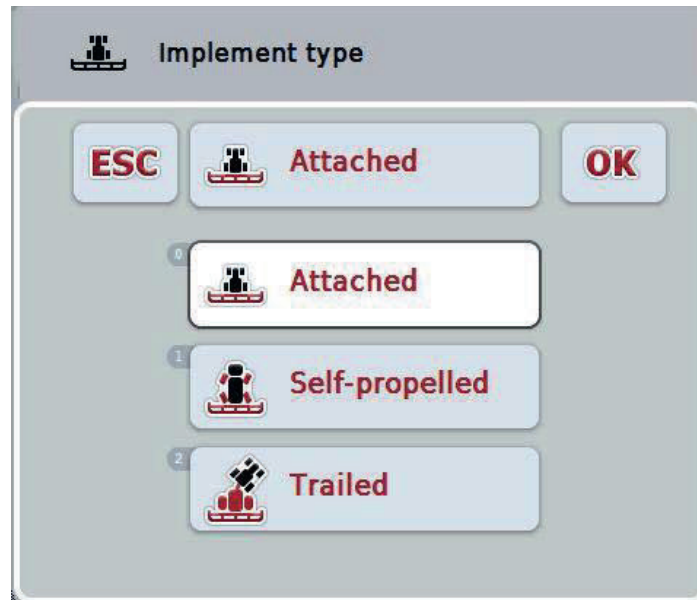 Implement type
ESC Attached OK
0
Attached
1
Self-propelled
2
Trailed